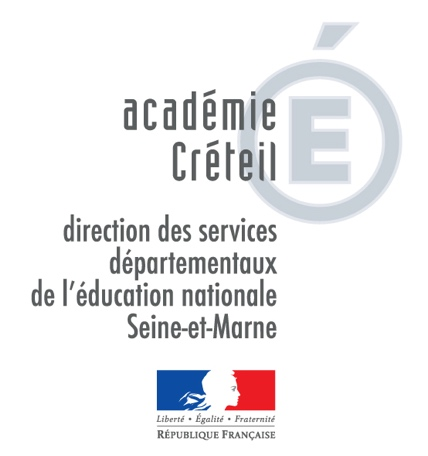 académie
Créteil
É
direction des services
départementaux
de l'éducation nationale
Seine-et-Marne
Liberté • Égalité • Fraternité
RÉPUBLIQUE FRANÇAISE